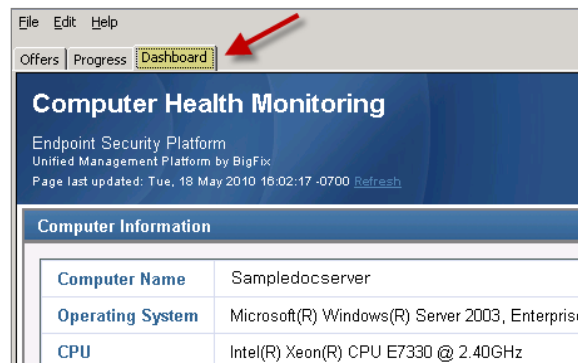 File Edit Help
Offers Progress Dashboard
Computer Health Monitoring
Endpoint Security Platform
Unified Management Platform by BigFix
Page last updated: Tue, 18 May 2010 16:02:17 -0700 Refresh
Computer Information
Computer Name Sampledocserver
Operating System Microsoft(R) Windows(R) Server 2003, Enterprise
CPU Intel(R) Xeon(R) CPU E7330 @ 2.40GHz